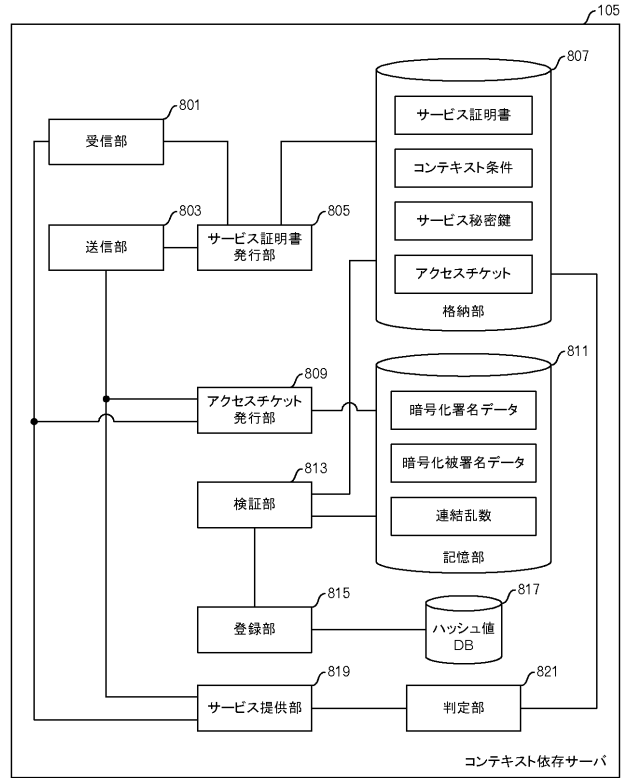 105
807
801
サービス証明書
受信部
コンテキスト条件
803
805
サービス秘密鍵
送信部
サービス証明書
発行部
アクセスチケット
格納部
811
809
アクセスチケット
発行部
暗号化署名データ
813
暗号化被署名データ
検証部
連結乱数
記憶部
815
817
登録部
ハッシュ値
DB
819
821
サービス提供部
判定部
コンテキスト依存サーバ